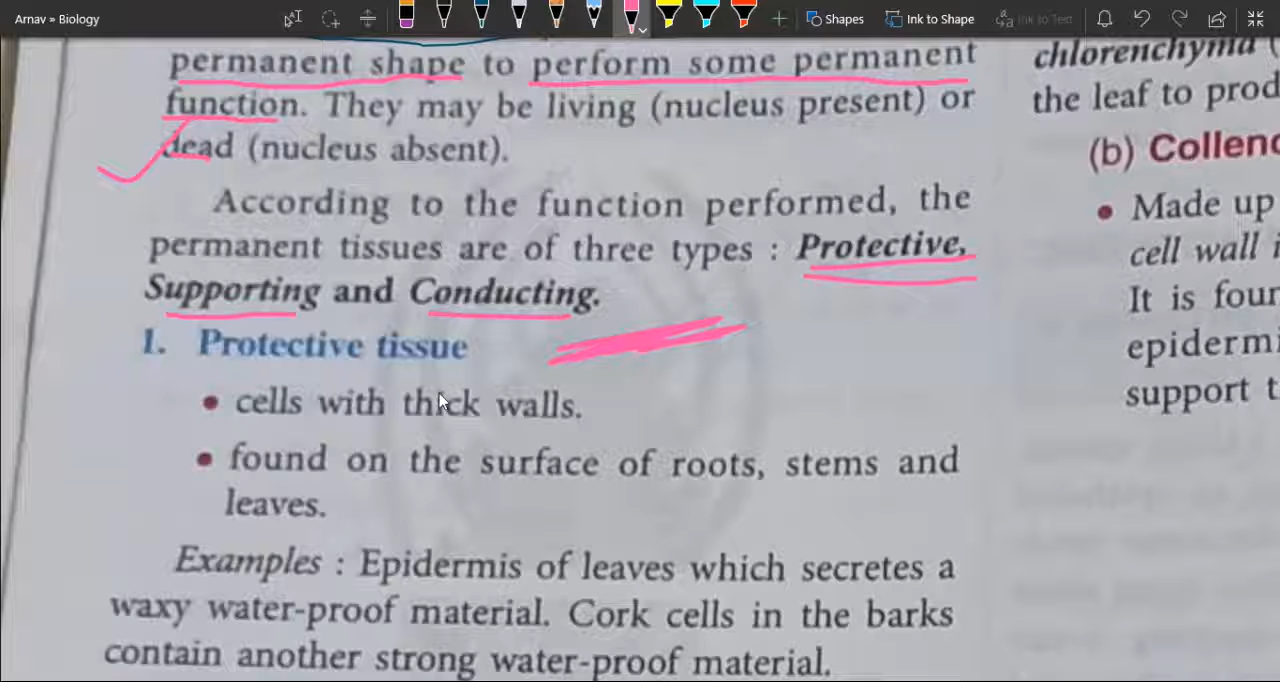 Arnav » Biology
Shapes
Ink to Shape
Ink to Text
permanent shape to perform some permanent
function. They may be living (nucleus present) or
dead (nucleus absent).
According to the function performed, the
permanent tissues are of three types : Protective,
Supporting and Conducting.
1. Protective tissue
• cells with thick walls.
• found on the surface of roots, stems and
leaves.
Examples : Epidermis of leaves which secretes a
waxy water-proof material. Cork cells in the barks
contain another strong water-proof material.
chlorenchyma (
the leaf to prod
(b) Collenc
• Made up
cell wall i
It is four
epidermi
support t